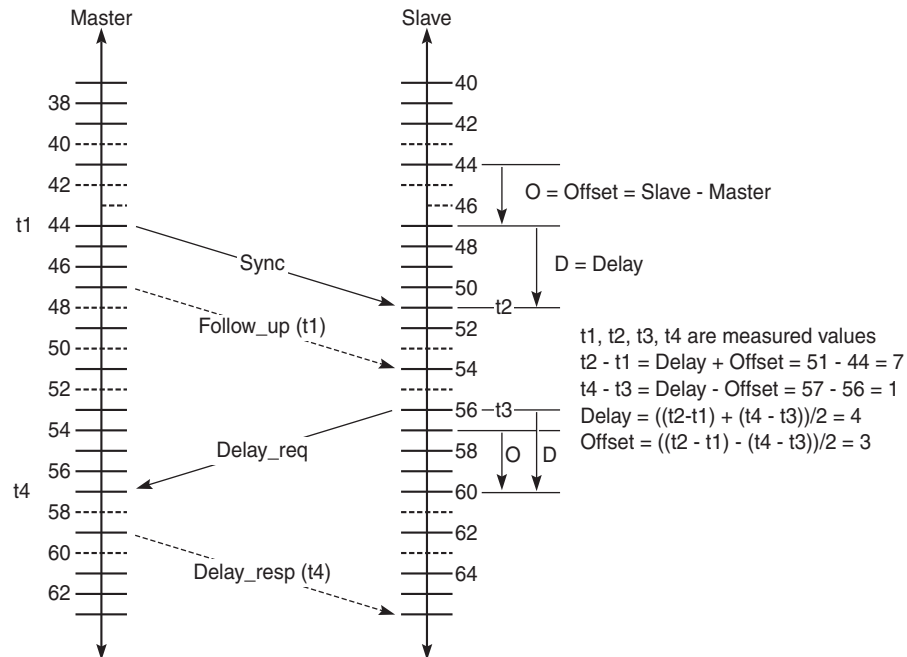 Master
Slave
38
40
42
t1 44
46
48
50
52
54
56
t4
58
60
62
Sync
Follow_up (t1)
Delay_req
Delay_resp (t4)
40
42
44
46
48
50
t2
52
54
56 t3
58
60
62
64
O = Offset = Slave - Master
D = Delay
O
D
t1, t2, t3, t4 are measured values
t2 - t1 = Delay + Offset = 51 - 44 = 7
t4 - t3 = Delay - Offset = 57 - 56 = 1
Delay = ((t2-t1) + (t4 - t3))/2 = 4
Offset = ((t2 - t1) - (t4 - t3))/2 = 3